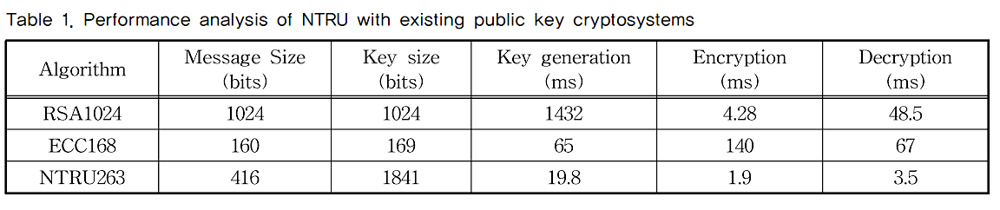 Table 1. Performance analysis of NTRU with existing public key cryptosystems
Algorithm Message Size (bits) Key size (bits) Key generation (ms) Encryption (ms) Decryption (ms)
RSA1024 1024 1024 1432 4.28 48.5
ECC168 160 169 65 140 67
NTRU263 416 1841 19.8 1.9 3.5